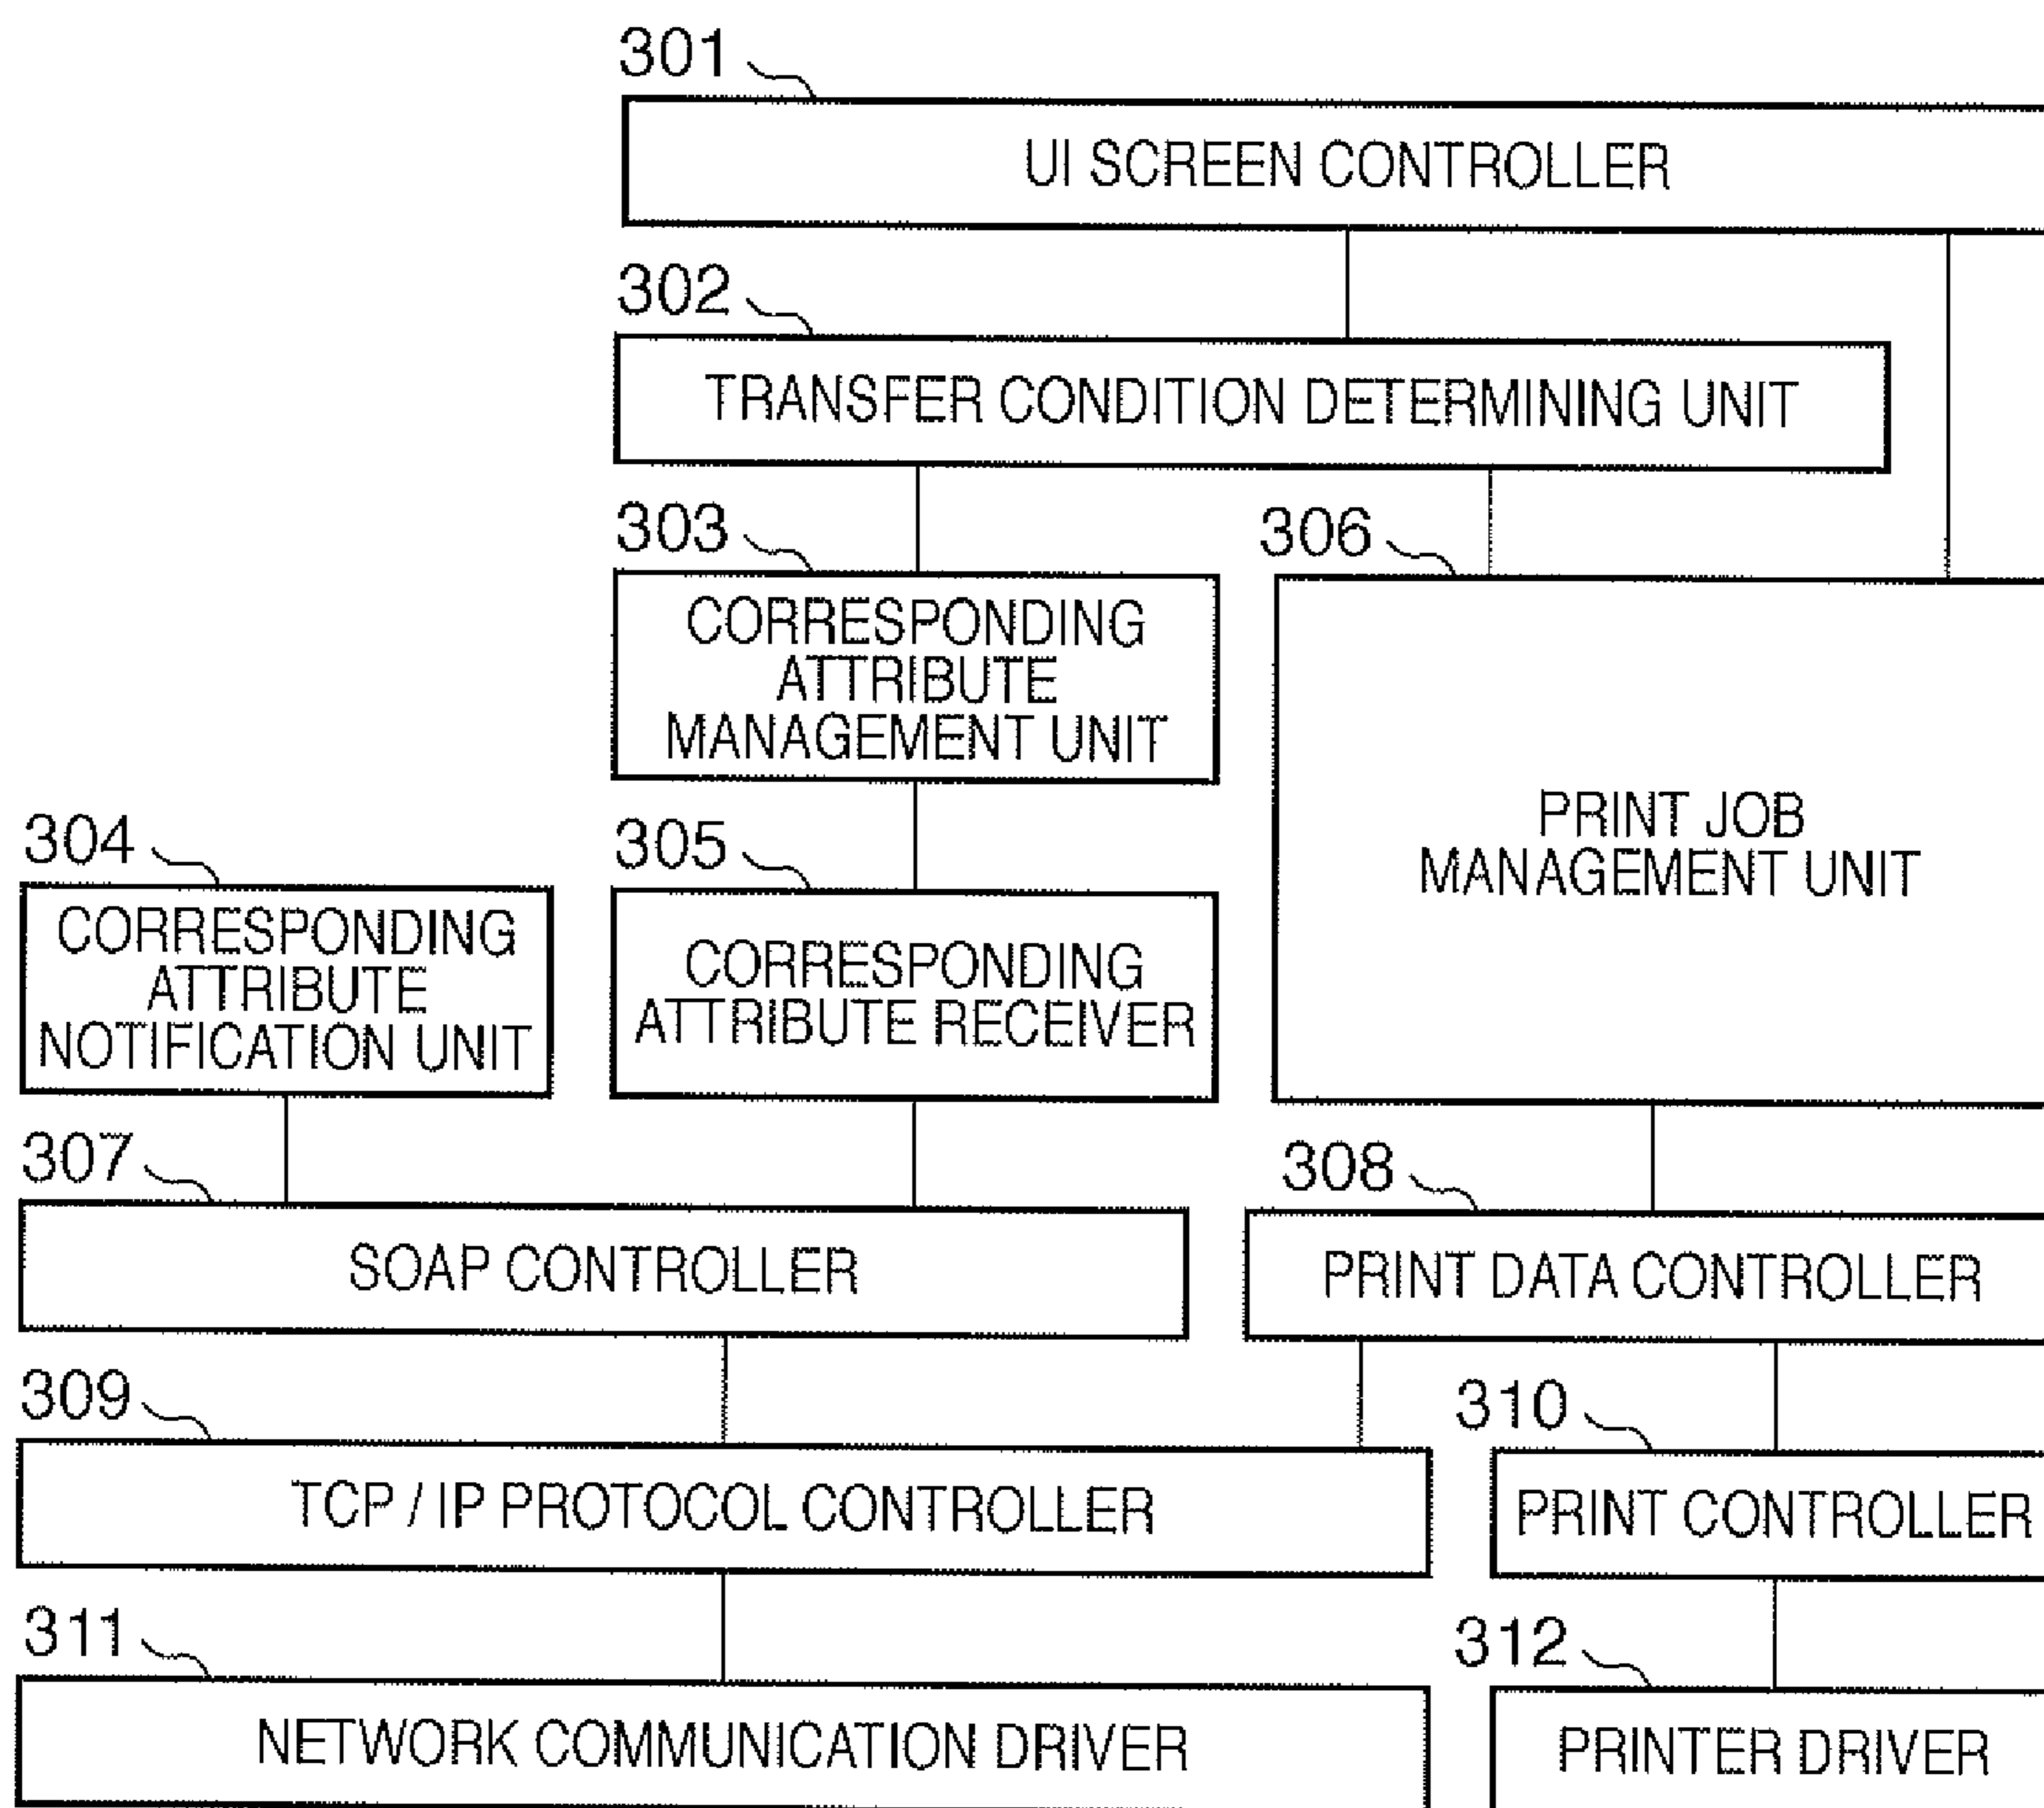 301
UI SCREEN CONTROLLER
302
TRANSFER CONDITION DETERMINING UNIT
303
CORRESPONDING
ATTRIBUTE
MANAGEMENT UNIT
306
PRINT JOB
MANAGEMENT UNIT
304
CORRESPONDING
ATTRIBUTE
NOTIFICATION UNIT
305
CORRESPONDING
ATTRIBUTE RECEIVER
307
SOAP CONTROLLER
308
PRINT DATA CONTROLLER
309
TCP / IP PROTOCOL CONTROLLER
310
PRINT CONTROLLER
311
NETWORK COMMUNICATION DRIVER
312
PRINTER DRIVER